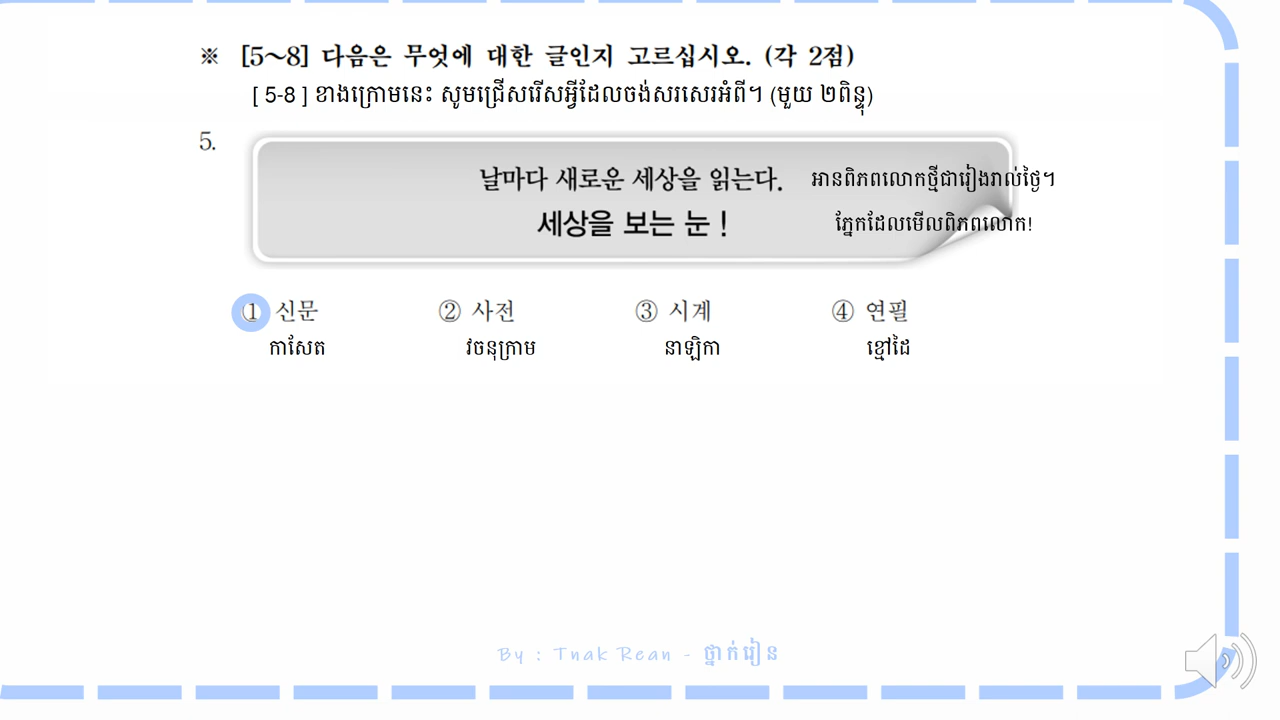 ※ [5~8] 다음은 무엇에 대한 글인지 고르십시오. (각 2점)
[ 5-8 ] ខាងក្រោមនេះ សូមជ្រើសរើសអ្វីដែលចង់សរសេរអំពី។ (មួយ ២ពិន្ទុ)
5.
날마다 새로운 세상을 읽는다. អានពិភពលោកថ្មីជារៀងរាល់ថ្ងៃ។
세상을 보는 눈 ! ភ្នែកដែលមើលពិភពលោក!
① 신문 ② 사전 ③ 시계 ④ 연필
កាសែត វចនុក្រាម នាឡិកា ខ្មៅដៃ
By : Tnak Rean - ថ្នាក់រៀន